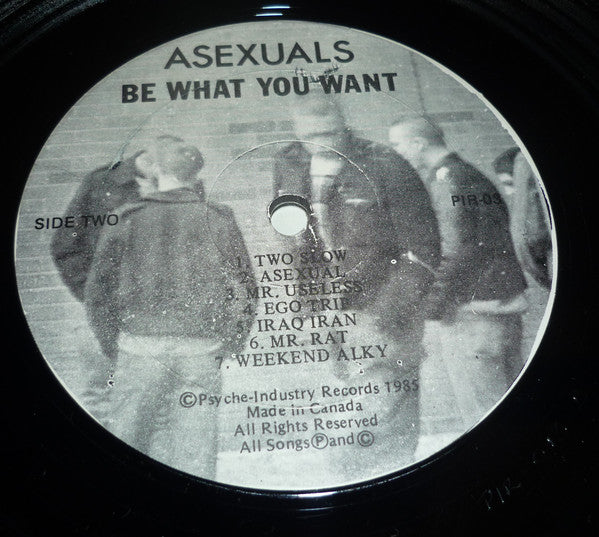 ASEXUALS
BE WHAT YOU WANT
SIDE TWO
PIR-03
1. TWO SLOW
2. ASEXUAL
3. MR. USELESS
4. EGO TRIP
5. IRAQ IRAN
6. MR. RAT
7. WEEKEND ALKY
©Psyche-Industry Records 1985
Made in Canada
All Rights Reserved
All Songs Ⓟand©
PIR